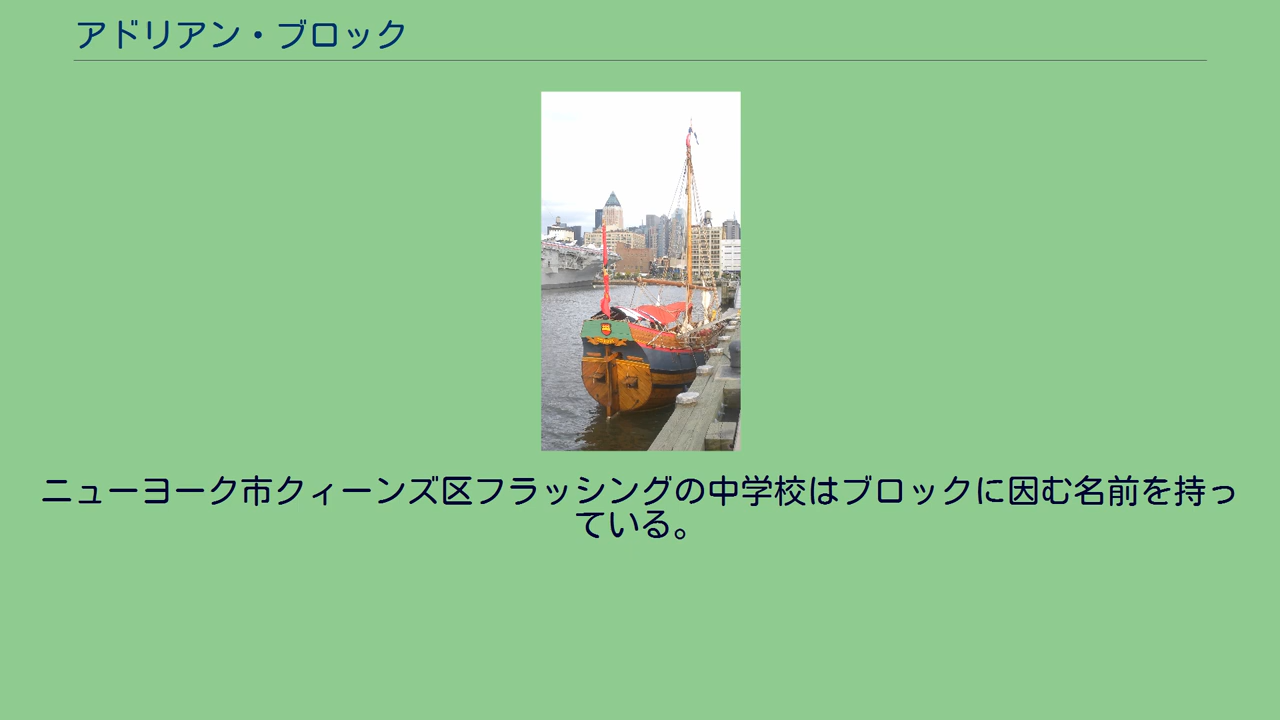 アドリアン・ブロック
ニューヨーク市クィーンズ区フラッシングの中学校はブロックに因む名前を持っ
ている。